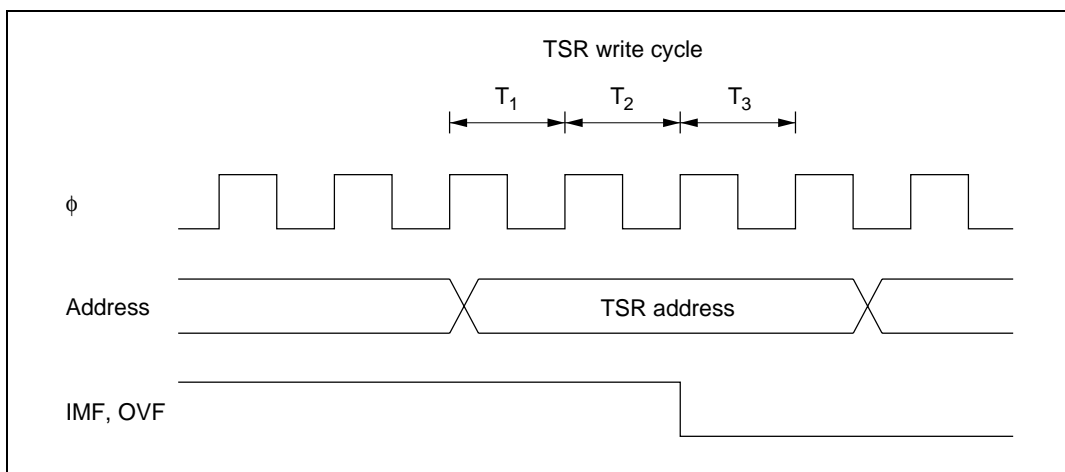 TSR write cycle
T1 T2 T3
ϕ
Address
TSR address
IMF, OVF